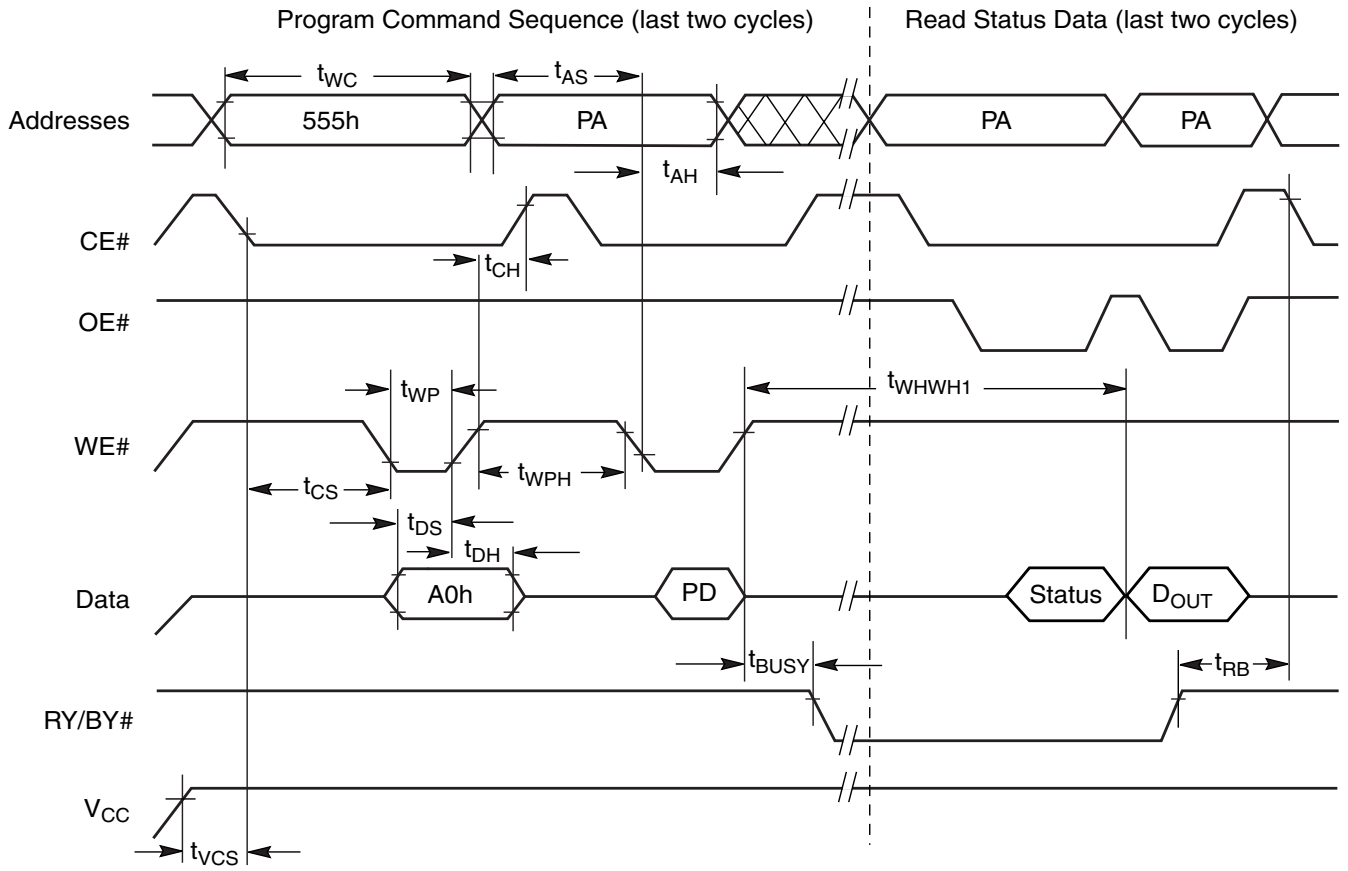 Program Command Sequence (last two cycles)
Read Status Data (last two cycles)
tWC
tAS
Addresses
555h
PA
PA
PA
tAH
CE#
tCH
OE#
tWP
tWHWH1
WE#
tCS
tWPH
tDS
tDH
Data
A0h
PD
Status
DOUT
tBUSY
tRB
RY/BY#
VCC
tVCS